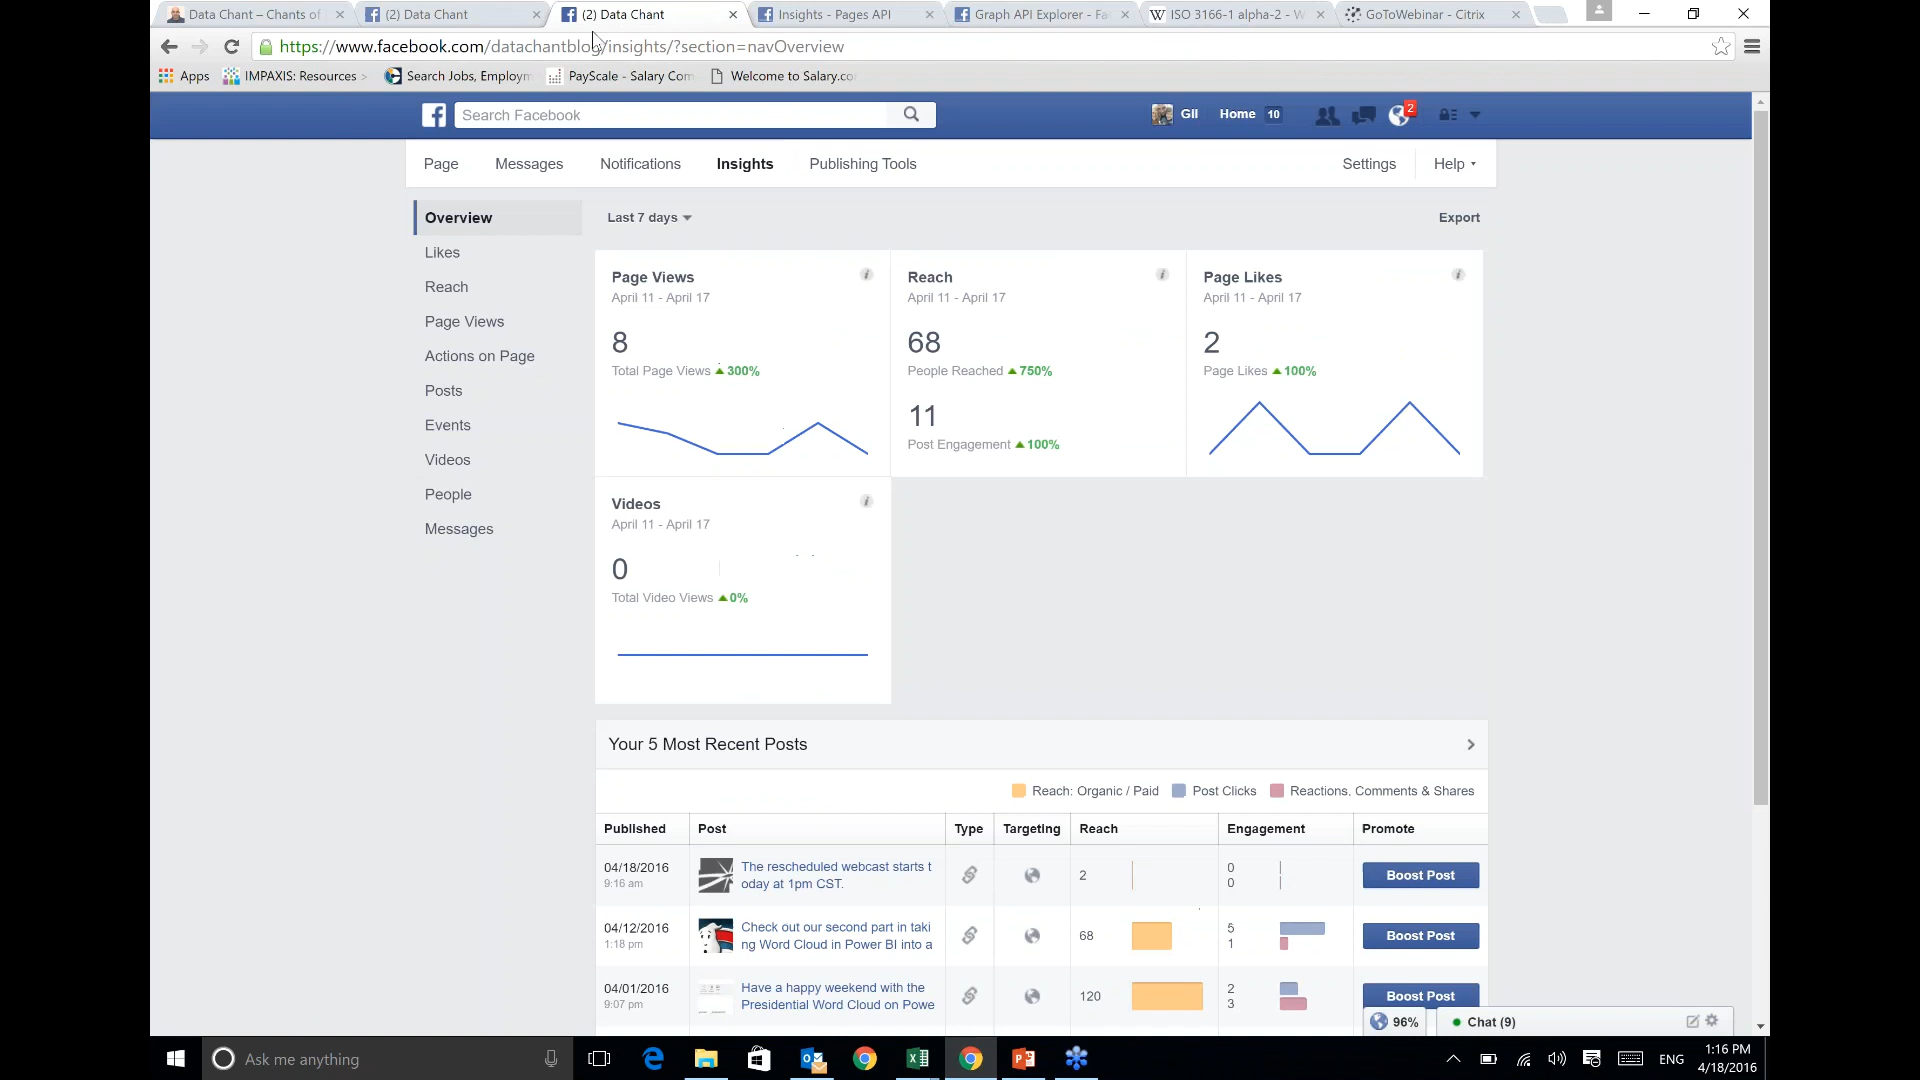 Data Chant – Chants of
(2) Data Chant
(2) Data Chant
Insights - Pages API
Graph API Explorer - Fa
ISO 3166-1 alpha-2 - W
GoToWebinar - Citrix
https://www.facebook.com/datachantblog/insights/?section=navOverview
Apps
IMPAXIS: Resources >
Search Jobs, Employm
PayScale - Salary Com
Welcome to Salary.co
Search Facebook
Gil
Home 10
2
Page
Messages
Notifications
Insights
Publishing Tools
Settings
Help
Overview
Likes
Reach
Page Views
Actions on Page
Posts
Events
Videos
People
Messages
Last 7 days
Export
Page Views
April 11 - April 17
8
Total Page Views 300%
Reach
April 11 - April 17
68
People Reached 750%
11
Post Engagement 100%
Page Likes
April 11 - April 17
2
Page Likes 100%
Videos
April 11 - April 17
0
Total Video Views 0%
Your 5 Most Recent Posts
Reach: Organic / Paid
Post Clicks
Reactions, Comments & Shares
Published Post Type Targeting Reach Engagement Promote
04/18/2016
9:16 am
The rescheduled webcast starts t
oday at 1pm CST.
2
0
0
Boost Post
04/12/2016
1:18 pm
Check out our second part in taki
ng Word Cloud in Power BI into a
68
5
1
Boost Post
04/01/2016
9:07 pm
Have a happy weekend with the
Presidential Word Cloud on Powe
120
2
3
Boost Post
96%
Chat (9)
Ask me anything
ENG
1:16 PM
4/18/2016